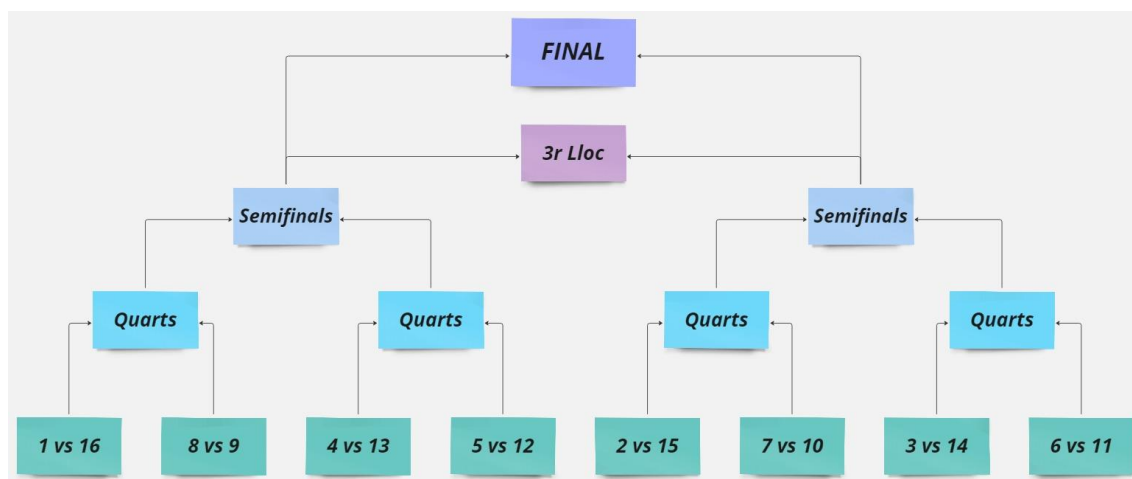 FINAL
3r Lloc
Semifinals
Semifinals
Quarts
Quarts
Quarts
Quarts
1 vs 16
8 vs 9
4 vs 13
5 vs 12
2 vs 15
7 vs 10
3 vs 14
6 vs 11